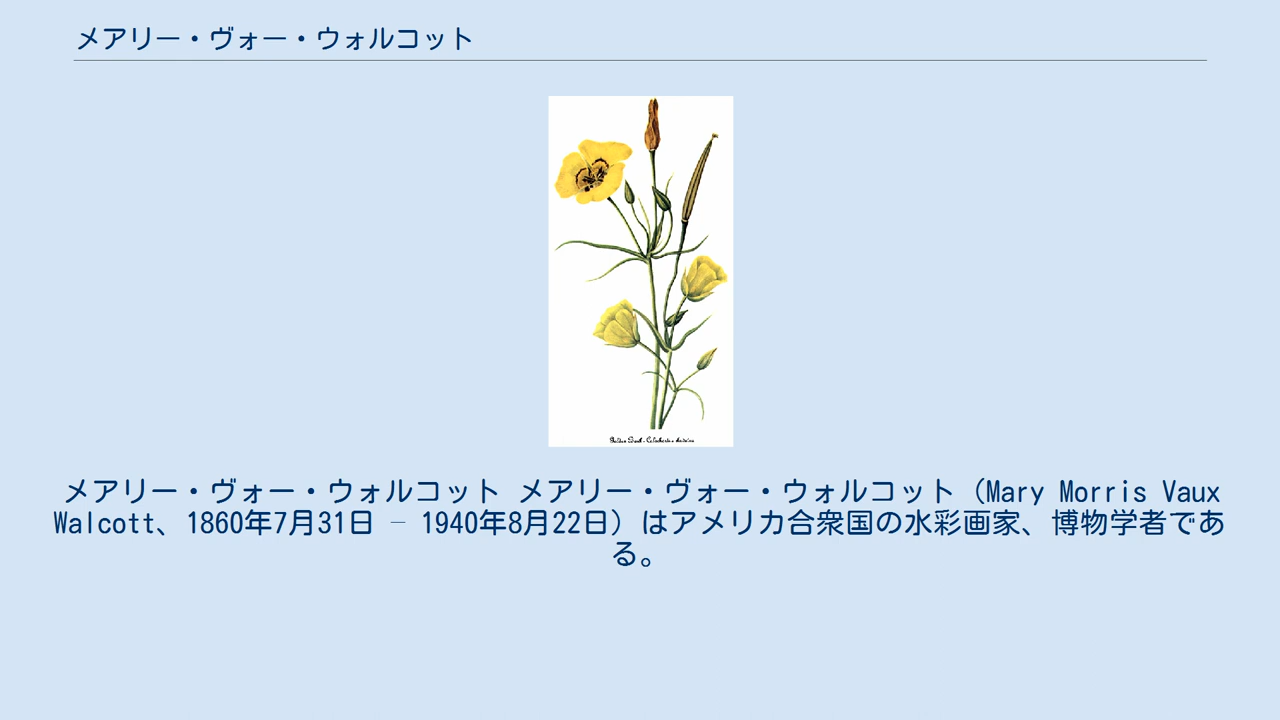 メアリー・ヴォー・ウォルコット
メアリー・ヴォー・ウォルコット メアリー・ヴォー・ウォルコット（Mary Morris Vaux
Walcott、1860年7月31日 – 1940年8月22日）はアメリカ合衆国の水彩画家、博物学者であ
る。